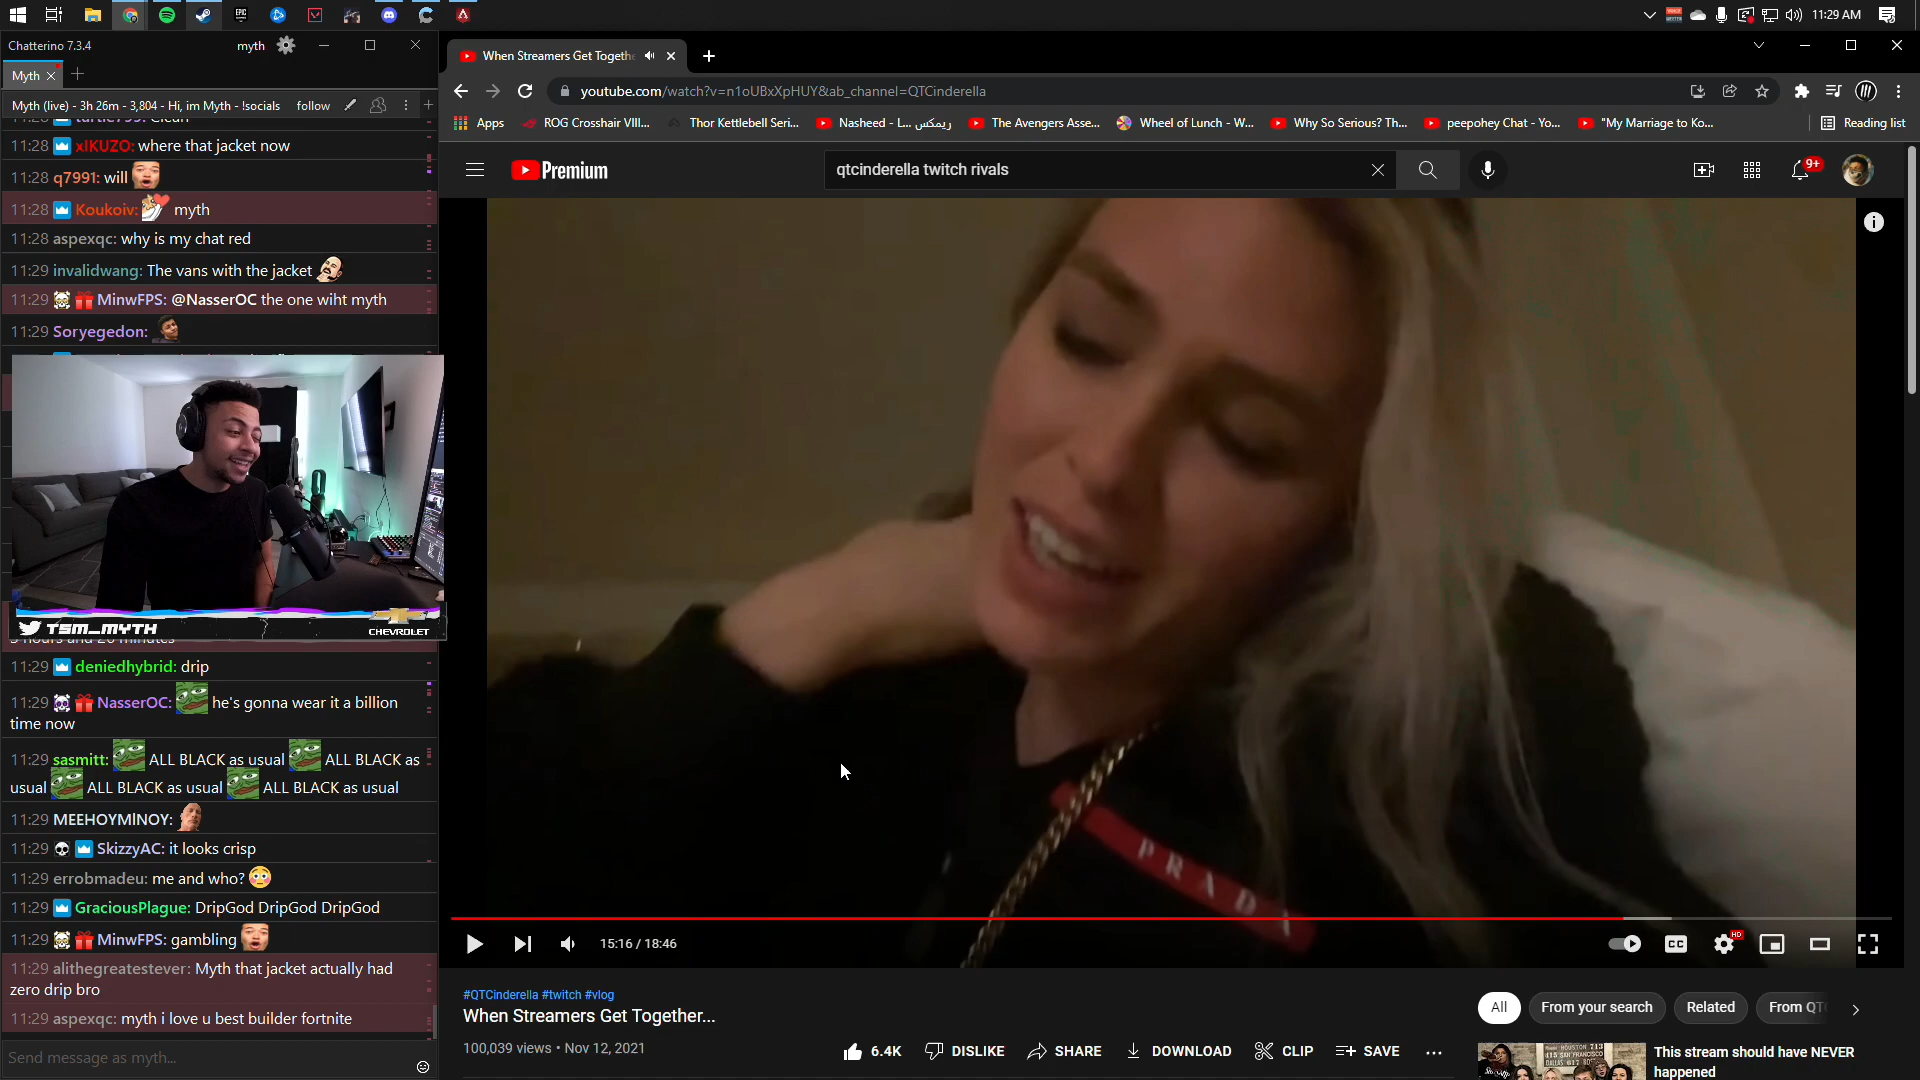 EPIC
11:29 AM
Chatterino 7.3.4
myth
Myth
Myth (live) - 3h 26m - 3,804 - Hi, im Myth - !socials
follow
11:28 xIKUZO: where that jacket now
11:28 q7991: will
11:28 Koukoiv: myth
11:28 aspexqc: why is my chat red
11:29 invalidwang: The vans with the jacket
11:29 MinwFPS: @NasserOC the one wiht myth
11:29 Soryegedon:
TSM_MYTH
CHEVROLET
11:29 deniedhybrid: drip
11:29 NasserOC: he's gonna wear it a billion
time now
11:29 sasmitt: ALL BLACK as usual ALL BLACK as
usual ALL BLACK as usual ALL BLACK as usual
11:29 MEEHOYMINOY:
11:29 SkizzyAC: it looks crisp
11:29 errobmadeu: me and who?
11:29 GraciousPlague: DripGod DripGod DripGod
11:29 MinwFPS: gambling
11:29 alithegreatestever: Myth that jacket actually had
zero drip bro
11:29 aspexqc: myth i love u best builder fortnite
Send message as myth...
When Streamers Get Togeth
youtube.com/watch?v=n1oUBxXpHUY&ab_channel=QTCinderella
Apps
ROG Crosshair VIII...
Thor Kettlebell Seri...
Nasheed - L... ريمكس
The Avengers Asse...
Wheel of Lunch - W...
Why So Serious? Th...
peepohey Chat - Yo...
"My Marriage to Ko...
Reading list
Premium
qtcinderella twitch rivals
9+
PRADA
15:16 / 18:46
CC
HD
#QTCinderella #twitch #vlog
When Streamers Get Together...
100,039 views • Nov 12, 2021
6.4K
DISLIKE
SHARE
DOWNLOAD
CLIP
SAVE
All
From your search
Related
From QT
This stream should have NEVER
happened